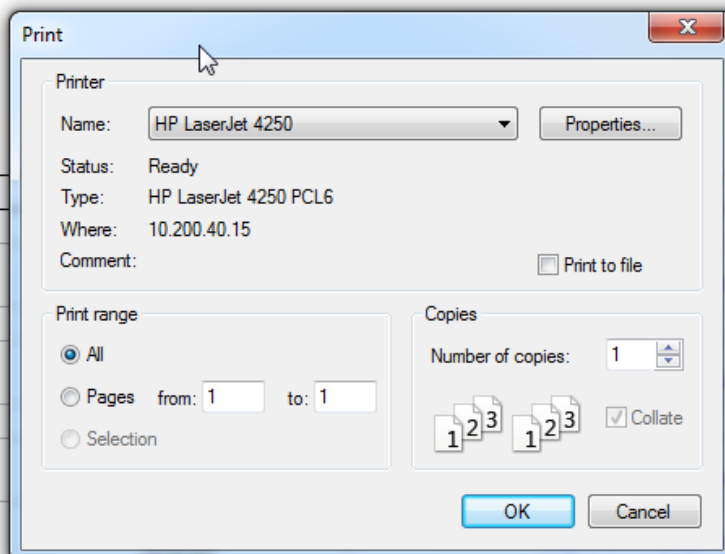 Print
Printer
Name: HP LaserJet 4250 Properties...
Status: Ready
Type: HP LaserJet 4250 PCL6
Where: 10.200.40.15
Comment:
Print to file
Print range
All
Pages from: 1 to: 1
Selection
Copies
Number of copies: 1
1 2 3 1 2 3
Collate
OK Cancel